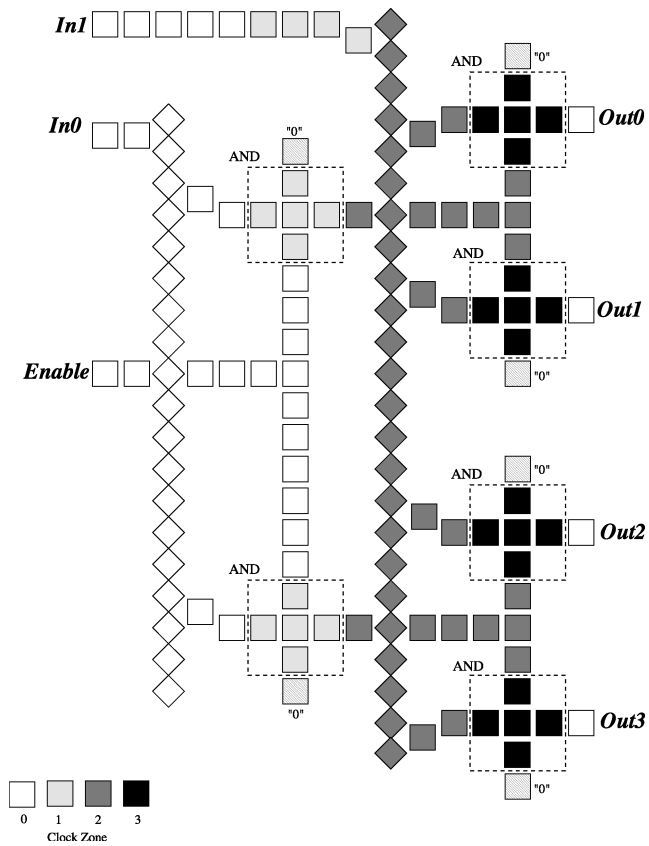 In1
"0"
AND
Out0
In0
"0"
AND
AND
Out1
Enable
"0"
"0"
AND
Out2
AND
AND
Out3
"0"
"0"
0 1 2 3
Clock Zone